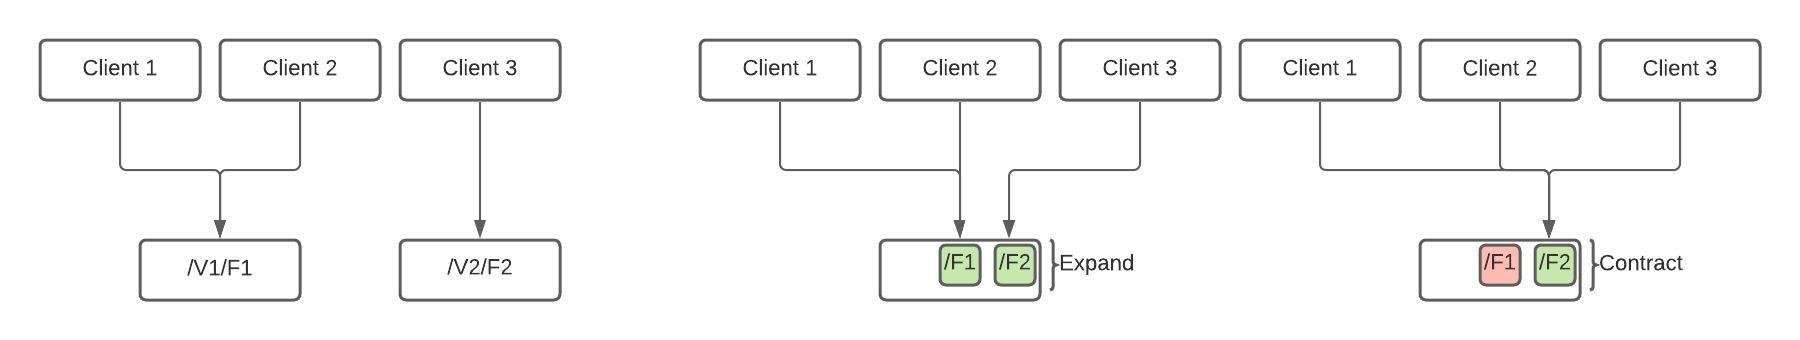 Client 1
Client 2
Client 3
/V1/F1
/V2/F2
Client 1
Client 2
Client 3
/F1
/F2
Expand
Client 1
Client 2
Client 3
/F1
/F2
Contract